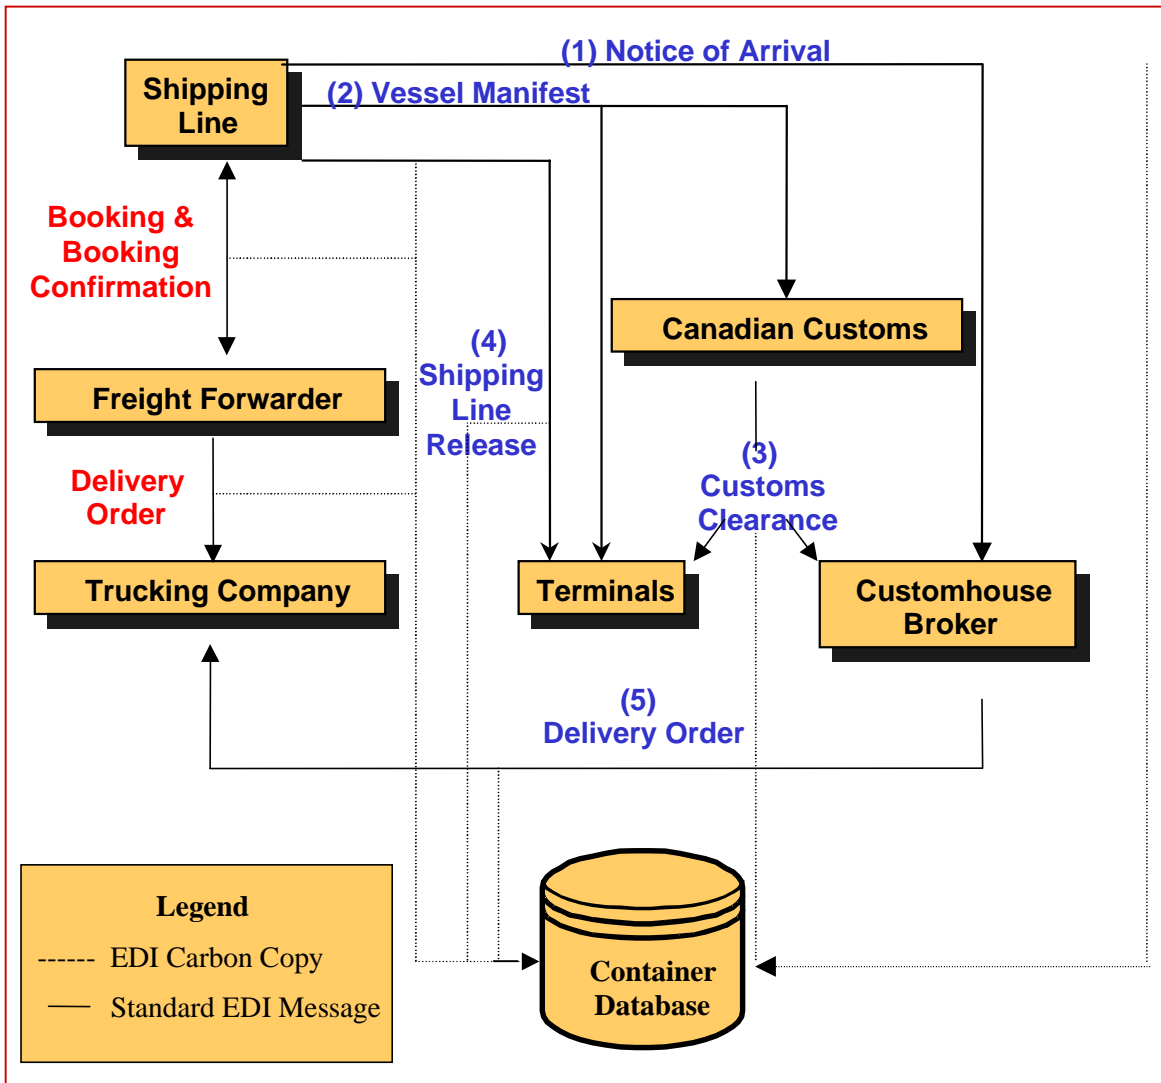 (1) Notice of Arrival
Shipping
Line
(2) Vessel Manifest
Booking &
Booking
Confirmation
Canadian Customs
(4)
Shipping
Line
Release
Freight Forwarder
(3)
Customs
Clearance
Delivery
Order
Trucking Company
Terminals
Customhouse
Broker
(5)
Delivery Order
Legend
EDI Carbon Copy
Standard EDI Message
Container
Database